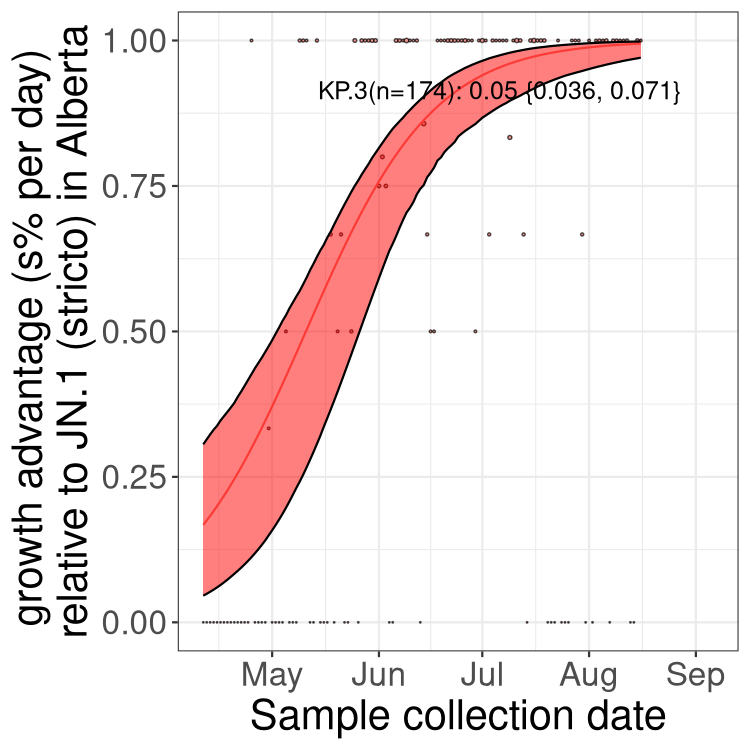 growth advantage (s% per day)
relative to JN.1 (stricto) in Alberta
1.00
0.75
0.50
0.25
0.00
KP.3(n=174): 0.05 {0.036, 0.071}
May Jun Jul Aug Sep
Sample collection date